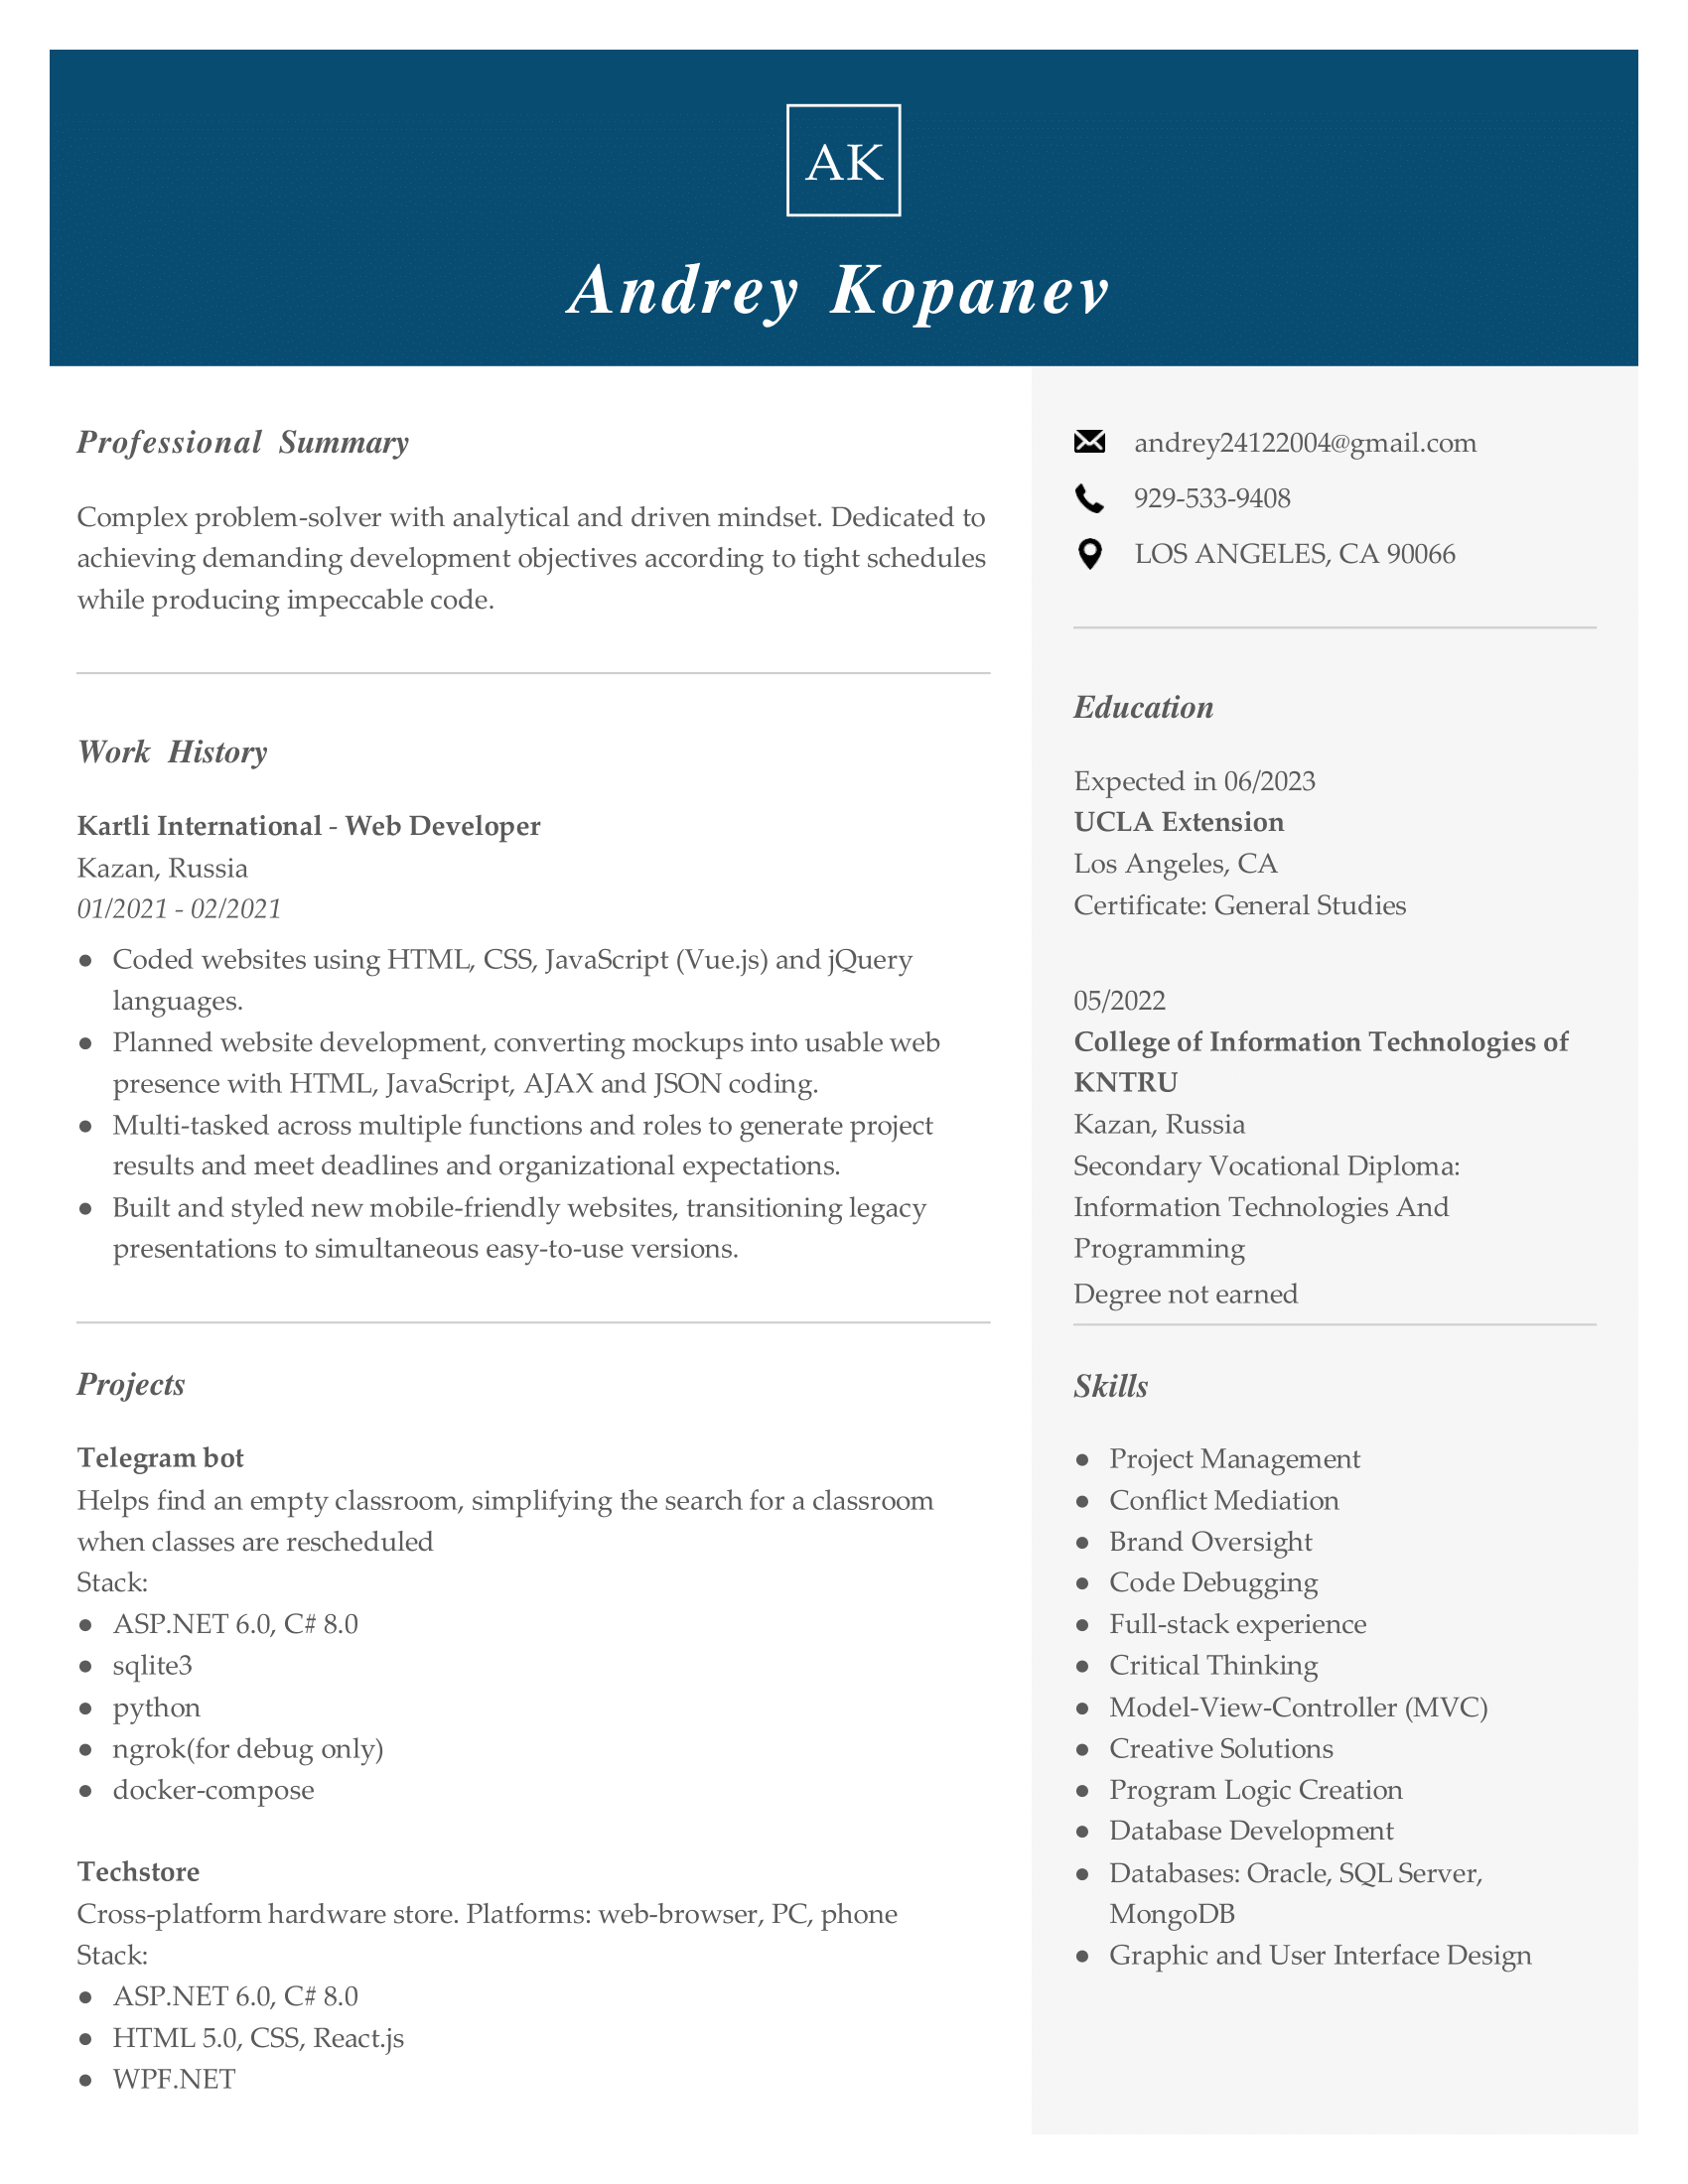 AK
Andrey Kopanev
Professional Summary
Complex problem-solver with analytical and driven mindset. Dedicated to
achieving demanding development objectives according to tight schedules
while producing impeccable code.
Work History
Kartli International - Web Developer
Kazan, Russia
01/2021 - 02/2021
● Coded websites using HTML, CSS, JavaScript (Vue.js) and jQuery
languages.
● Planned website development, converting mockups into usable web
presence with HTML, JavaScript, AJAX and JSON coding.
● Multi-tasked across multiple functions and roles to generate project
results and meet deadlines and organizational expectations.
● Built and styled new mobile-friendly websites, transitioning legacy
presentations to simultaneous easy-to-use versions.
Projects
Telegram bot
Helps find an empty classroom, simplifying the search for a classroom
when classes are rescheduled
Stack:
● ASP.NET 6.0, C# 8.0
● sqlite3
● python
● ngrok(for debug only)
● docker-compose
Techstore
Cross-platform hardware store. Platforms: web-browser, PC, phone
Stack:
● ASP.NET 6.0, C# 8.0
● HTML 5.0, CSS, React.js
● WPF.NET
andrey24122004@gmail.com
929-533-9408
LOS ANGELES, CA 90066
Education
Expected in 06/2023
UCLA Extension
Los Angeles, CA
Certificate: General Studies
05/2022
College of Information Technologies of
KNTRU
Kazan, Russia
Secondary Vocational Diploma:
Information Technologies And
Programming
Degree not earned
Skills
● Project Management
● Conflict Mediation
● Brand Oversight
● Code Debugging
● Full-stack experience
● Critical Thinking
● Model-View-Controller (MVC)
● Creative Solutions
● Program Logic Creation
● Database Development
● Databases: Oracle, SQL Server,
MongoDB
● Graphic and User Interface Design